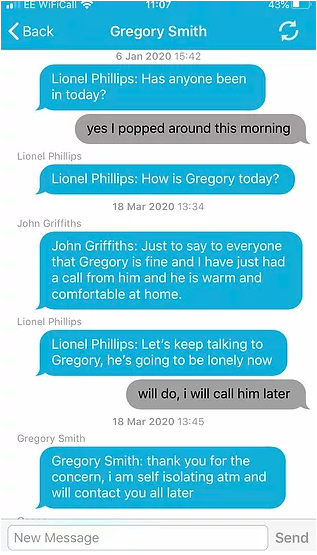 EE WiFiCall 11:07 43%
Back Gregory Smith
6 Jan 2020 15:42
Lionel Phillips: Has anyone been
in today?
yes I popped around this morning
Lionel Phillips
Lionel Phillips: How is Gregory today?
18 Mar 2020 13:34
John Griffiths
John Griffiths: Just to say to everyone
that Gregory is fine and I have just had
a call from him and he is warm and
comfortable at home.
Lionel Phillips
Lionel Phillips: Let's keep talking to
Gregory, he's going to be lonely now
will do, i will call him later
18 Mar 2020 13:45
Gregory Smith
Gregory Smith: thank you for the
concern, i am self isolating atm and
will contact you all later
New Message Send